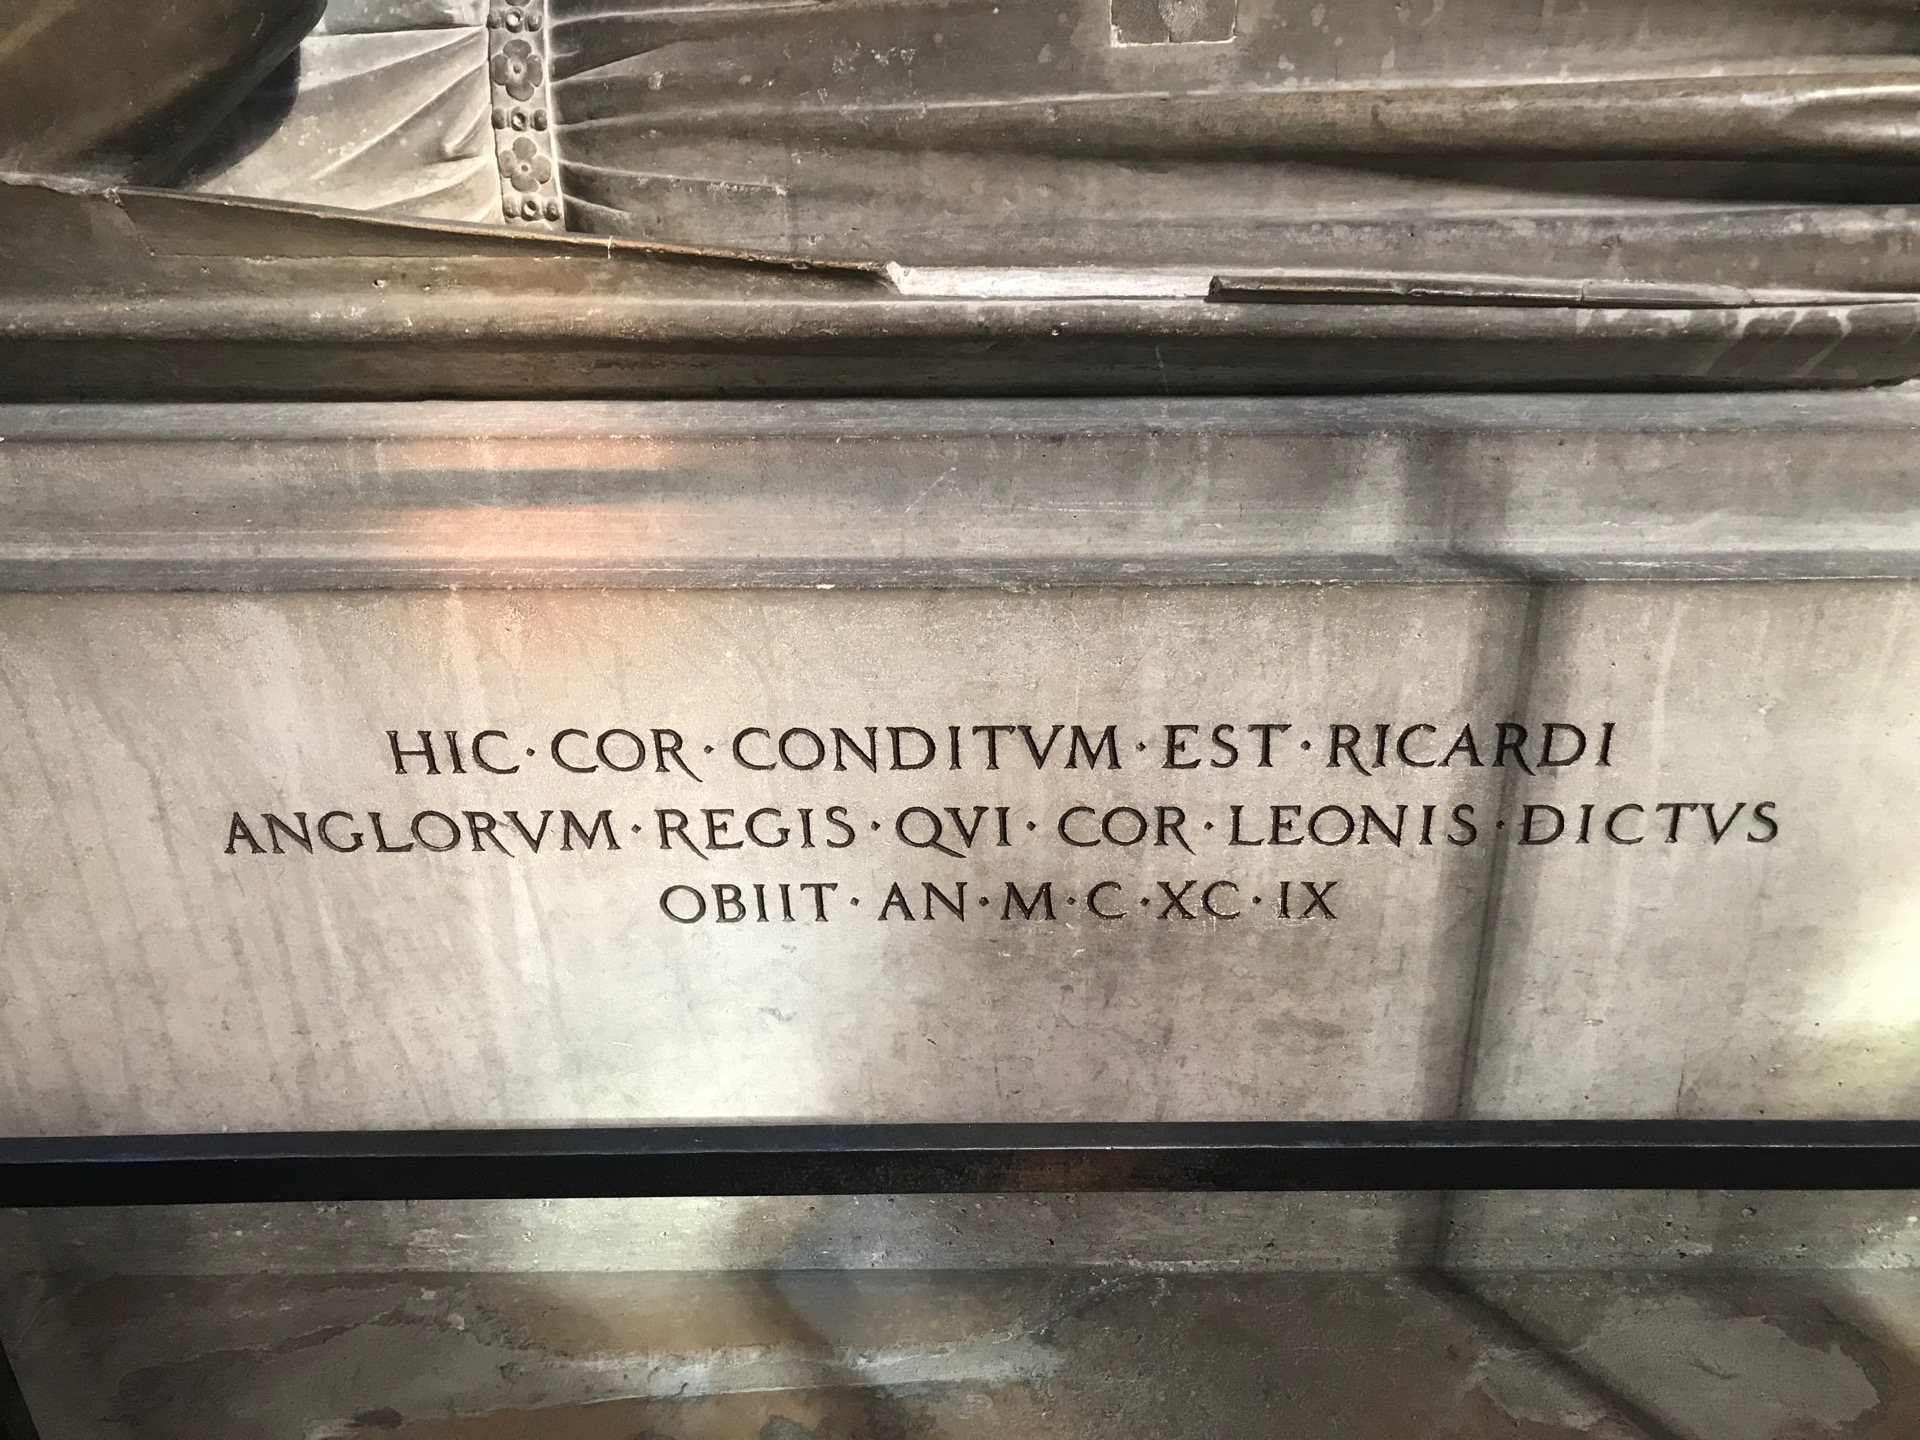 HIC·COR·CONDITVM·EST·RICARDI
ANGLORVM·REGIS·QVI·COR·LEONIS·DICTVS
OBIIT·AN·M·C·XC·IX